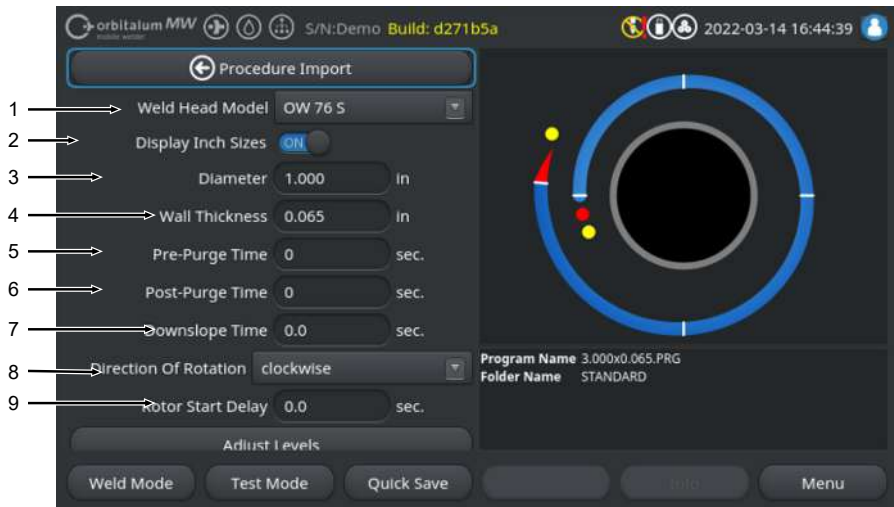 orbitalum MW S/N:Demo Build: d271b5a 2022-03-14 16:44:39
mobile welder
Procedure Import
1 Weld Head Model OW 76 S
2 Display Inch Sizes ON
3 Diameter 1.000 in
4 Wall Thickness 0.065 in
5 Pre-Purge Time 0 sec.
6 Post-Purge Time 0 sec.
7 Downslope Time 0.0 sec.
8 Direction Of Rotation clockwise
9 Rotor Start Delay 0.0 sec.
Adjust Levels
Program Name 3.000x0.065.PRG
Folder Name STANDARD
Weld Mode Test Mode Quick Save Info Menu